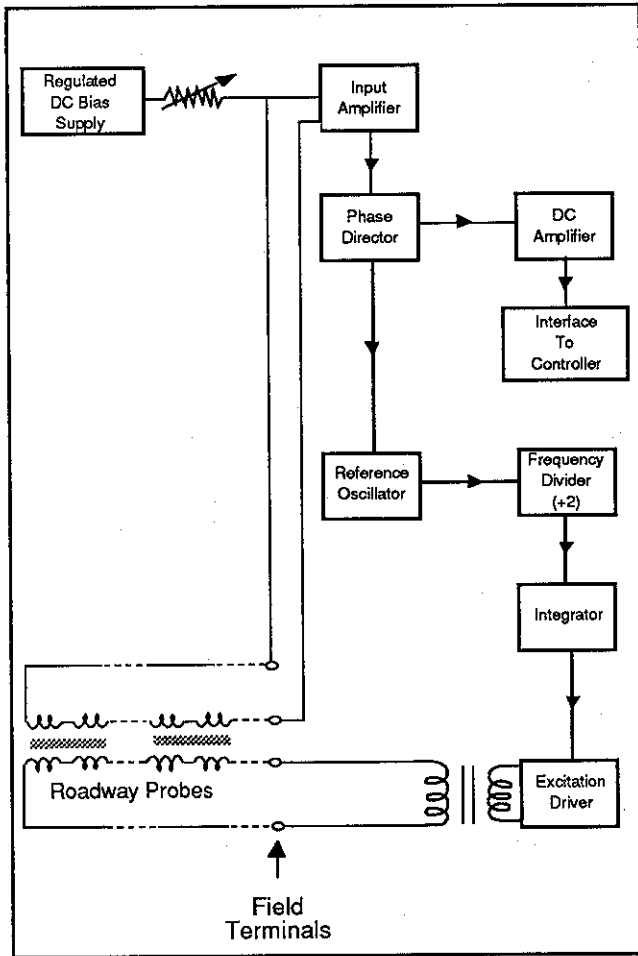 Regulated
DC Bias
Supply
Input
Amplifier
Phase
Director
DC
Amplifier
Interface
To
Controller
Reference
Oscillator
Frequency
Divider
(+2)
Integrator
Excitation
Driver
Roadway Probes
Field
Terminals